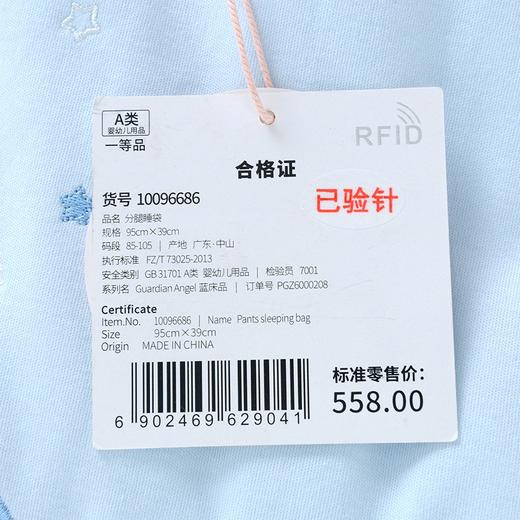 A类
婴幼儿用品
一等品
RFID
合格证
货号 10096686
已验针
品名 分腿睡袋
规格 95cm×39cm
码段 85-105 | 产地 广东·中山
执行标准 FZ/T 73025-2013
安全类别 GB 31701 A类 婴幼儿用品 | 检验员 7001
系列名 Guardian Angel 蓝床品 | 订单号 PGZ6000208
Certificate
Item.No. 10096686 | Name Pants sleeping bag
Size 95cm×39cm
Origin MADE IN CHINA
标准零售价：
558.00
6 902469 629041